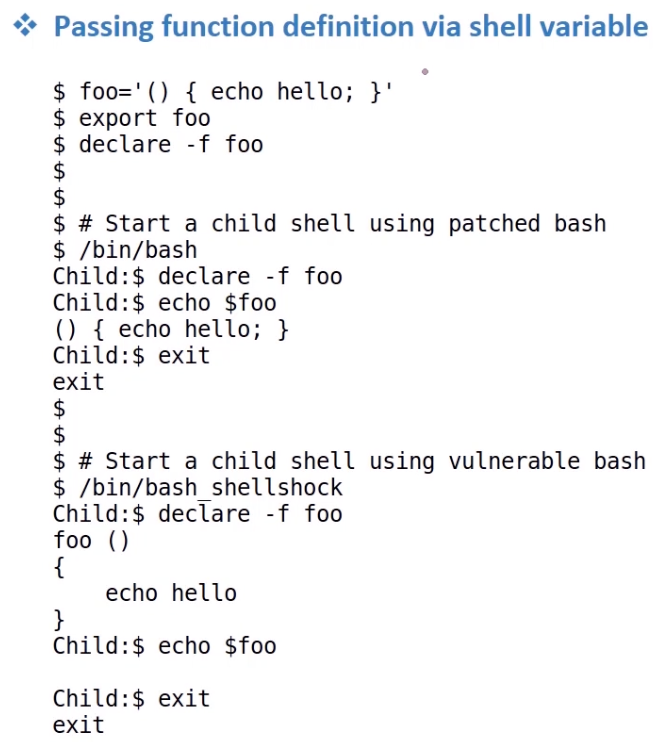 ❖ Passing function definition via shell variable
$ foo='() { echo hello; }'
$ export foo
$ declare -f foo
$
$
$ # Start a child shell using patched bash
$ /bin/bash
Child:$ declare -f foo
Child:$ echo $foo
() { echo hello; }
Child:$ exit
exit
$
$
$ # Start a child shell using vulnerable bash
$ /bin/bash_shellshock
Child:$ declare -f foo
foo ()
{
    echo hello
}
Child:$ echo $foo

Child:$ exit
exit